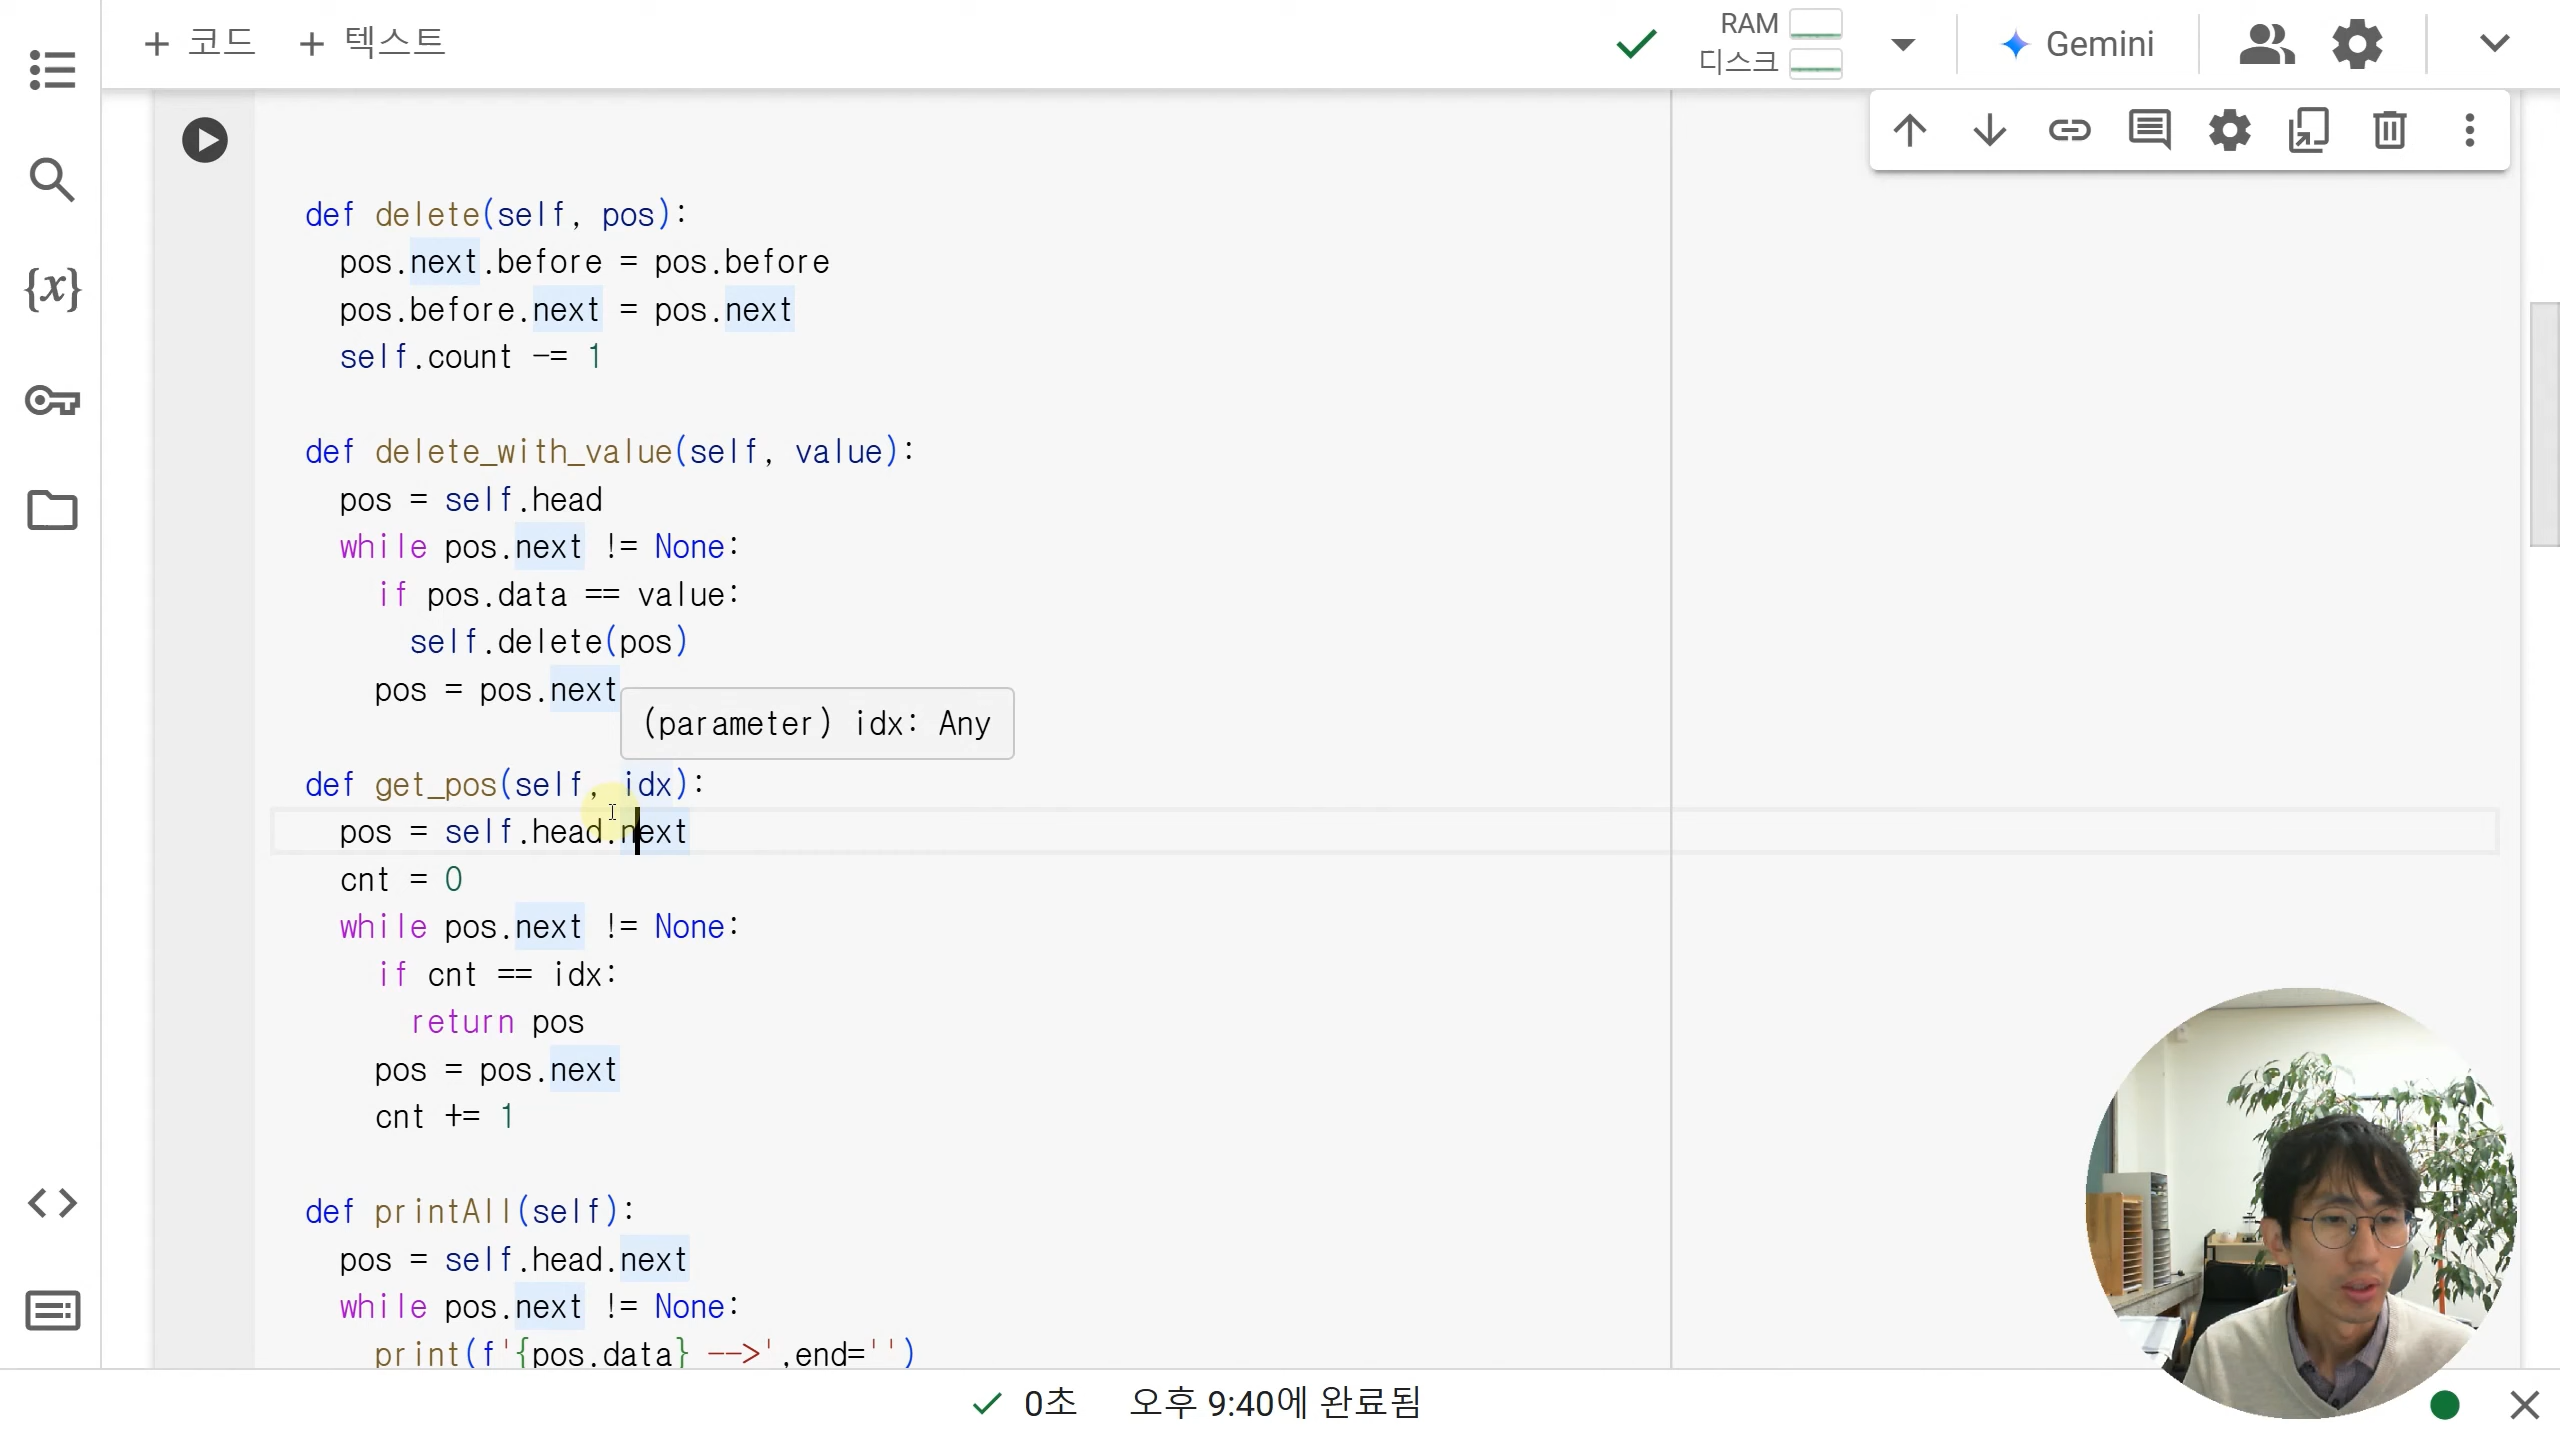 + 코드 + 텍스트
RAM
디스크
Gemini
{x}
def delete(self, pos):
pos.next.before = pos.before
pos.before.next = pos.next
self.count -= 1
def delete_with_value(self, value):
pos = self.head
while pos.next != None:
if pos.data == value:
self.delete(pos)
pos = pos.next
(parameter) idx: Any
def get_pos(self, idx):
pos = self.head.next
cnt = 0
while pos.next != None:
if cnt == idx:
return pos
pos = pos.next
cnt += 1
def printAll(self):
pos = self.head.next
while pos.next != None:
print(f'{pos.data} -->',end='')
0초 오후 9:40에 완료됨